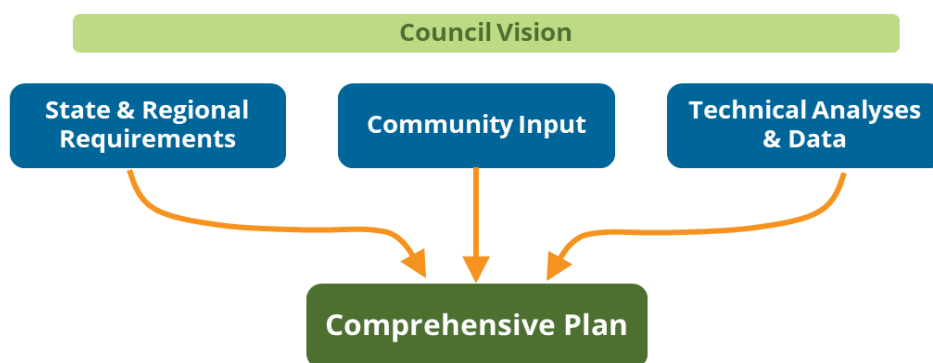 Council Vision
State & Regional
Requirements
Community Input
Technical Analyses
& Data
Comprehensive Plan